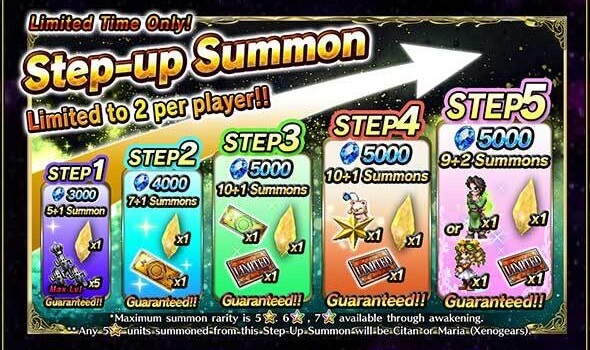 Limited Time Only!
Step-up Summon
Limited to 2 per player!!
STEP1
3000
5+1 Summon
x1
Max Lv!
x5
Guaranteed!!
STEP2
4000
7+1 Summons
x1
x1
Guaranteed!!
STEP3
5000
10+1 Summons
x1
x1
LIMITED
x1
Guaranteed!!
STEP4
5000
10+1 Summons
x1
x1
LIMITED
x1
Guaranteed!!
STEP5
5000
9+2 Summons
x1
or
x1
x1
LIMITED
x1
Guaranteed!!
*Maximum summon rarity is 5★. 6★, 7★ available through awakening.
**Any 5★ units summoned from this Step-Up Summon will be Citan or Maria (Xenogears).